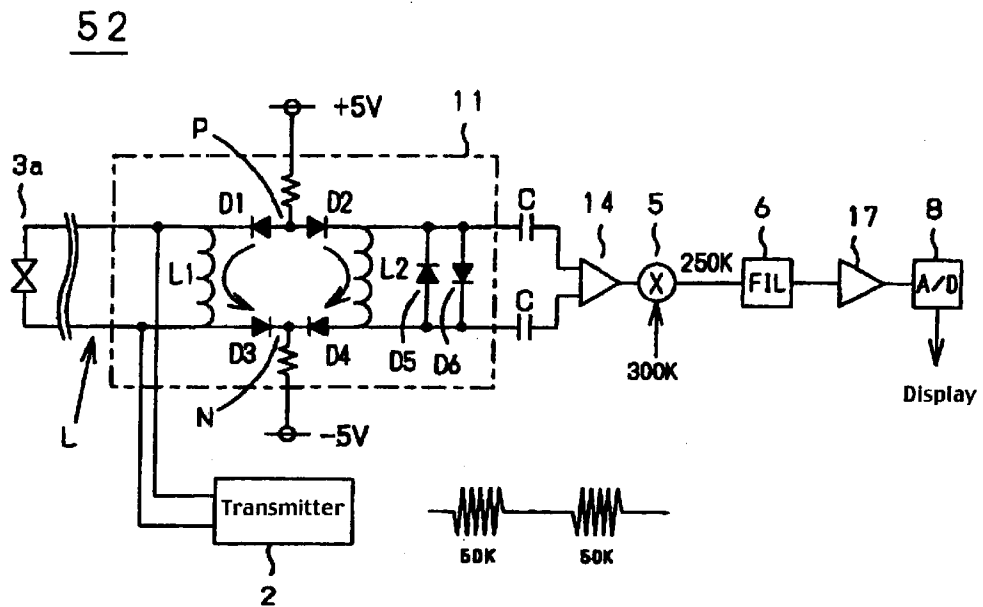 52
+5V
11
P
3a
D1
D2
C
14
5
6
17
8
L1
L2
X
250K
FIL
A/D
C
D3
D4
D5
D6
300K
Display
N
L
-5V
Transmitter
50K
50K
2